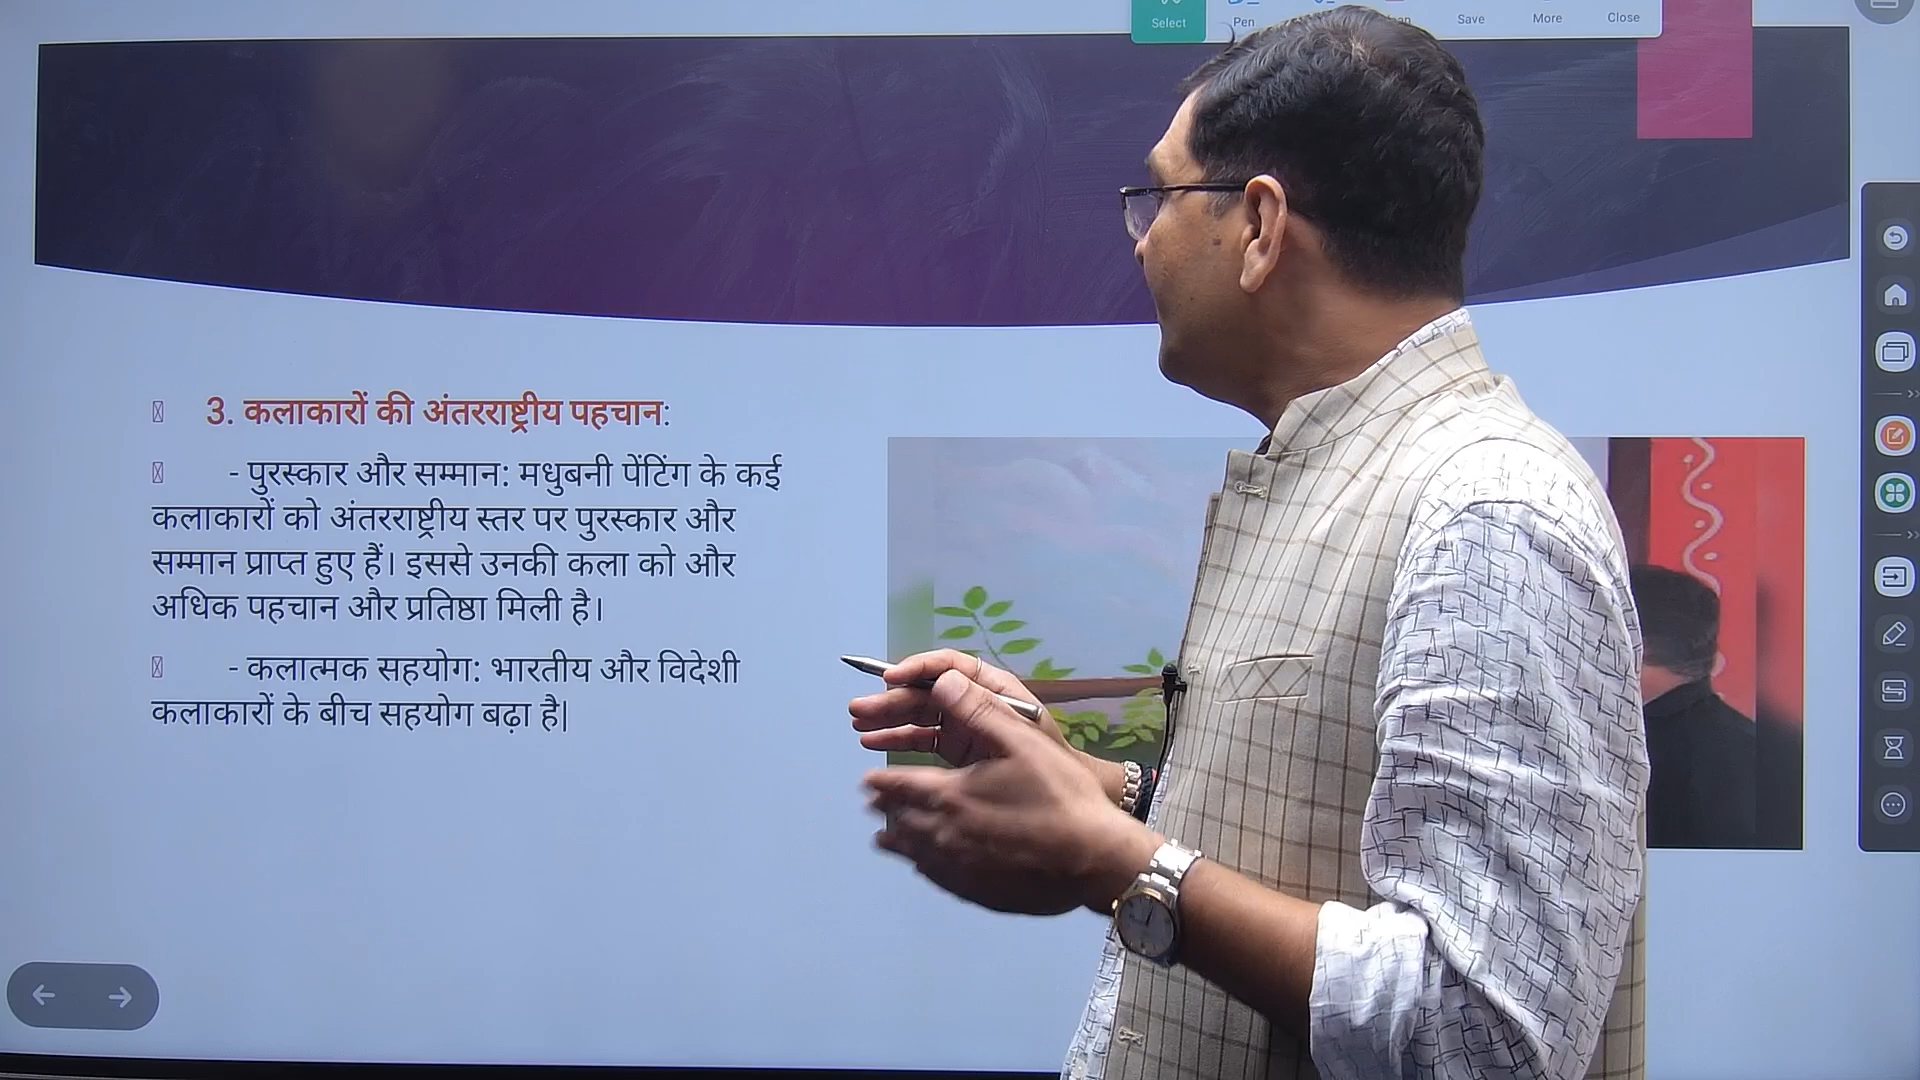 Select Pen Save More Close
3. कलाकारों की अंतरराष्ट्रीय पहचान:
- पुरस्कार और सम्मान: मधुबनी पेंटिंग के कई
कलाकारों को अंतरराष्ट्रीय स्तर पर पुरस्कार और
सम्मान प्राप्त हुए हैं। इससे उनकी कला को और
अधिक पहचान और प्रतिष्ठा मिली है।
- कलात्मक सहयोग: भारतीय और विदेशी
कलाकारों के बीच सहयोग बढ़ा है|